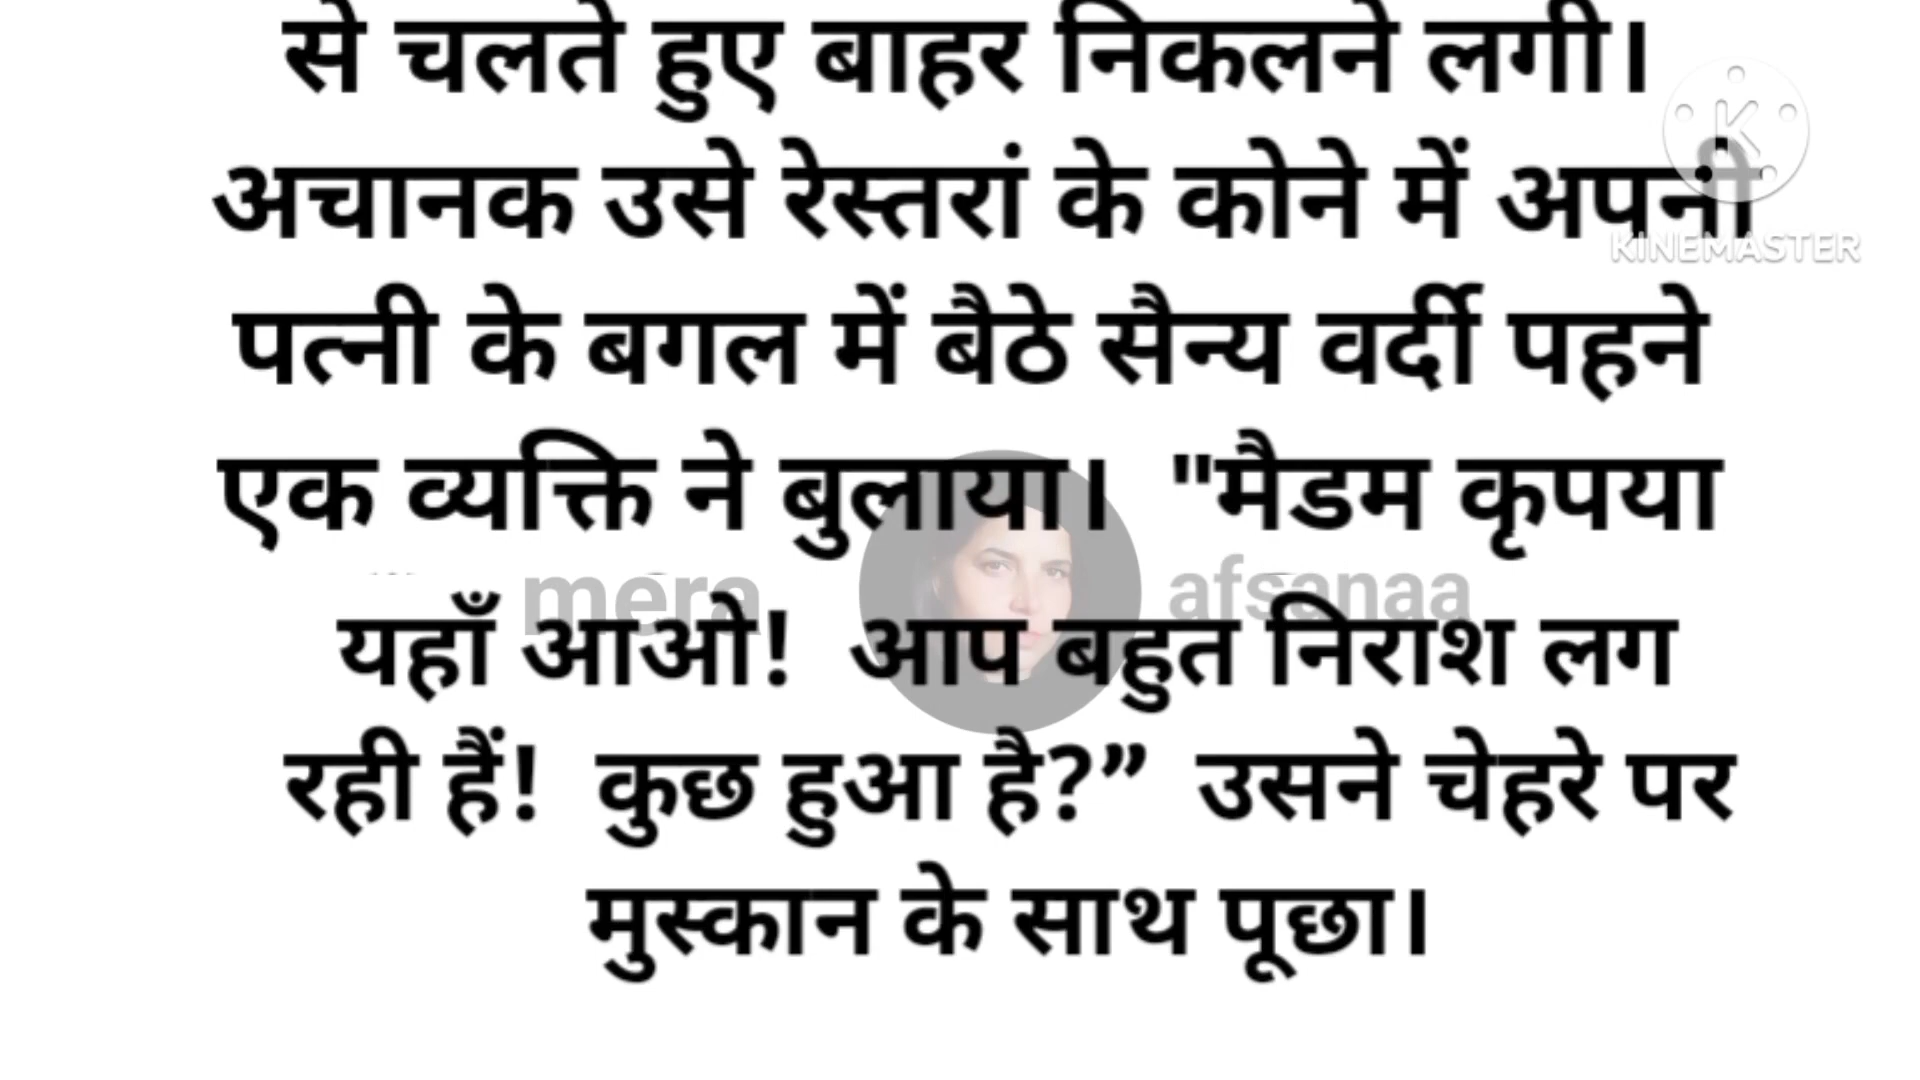 से चलते हुए बाहर निकलने लगी।
अचानक उसे रेस्तरां के कोने में अपनी
KINEMASTER
पत्नी के बगल में बैठे सैन्य वर्दी पहने
एक व्यक्ति ने बुलाया।  "मैडम कृपया
mera afsanaa
यहाँ आओ!  आप बहुत निराश लग
रही हैं!  कुछ हुआ है?”  उसने चेहरे पर
मुस्कान के साथ पूछा।